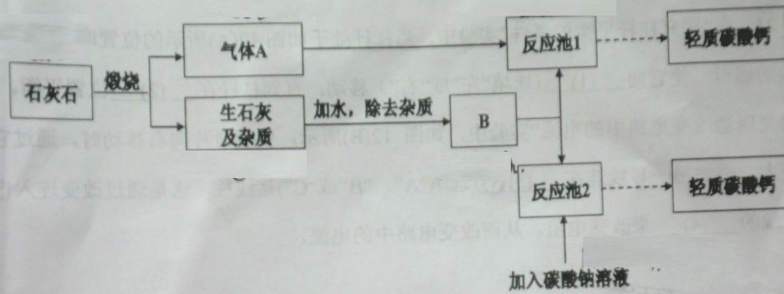 石灰石
煅烧
气体A
生石灰
及杂质
加水，除去杂质
B
反应池1
轻质碳酸钙
反应池2
轻质碳酸钙
加入碳酸钠溶液